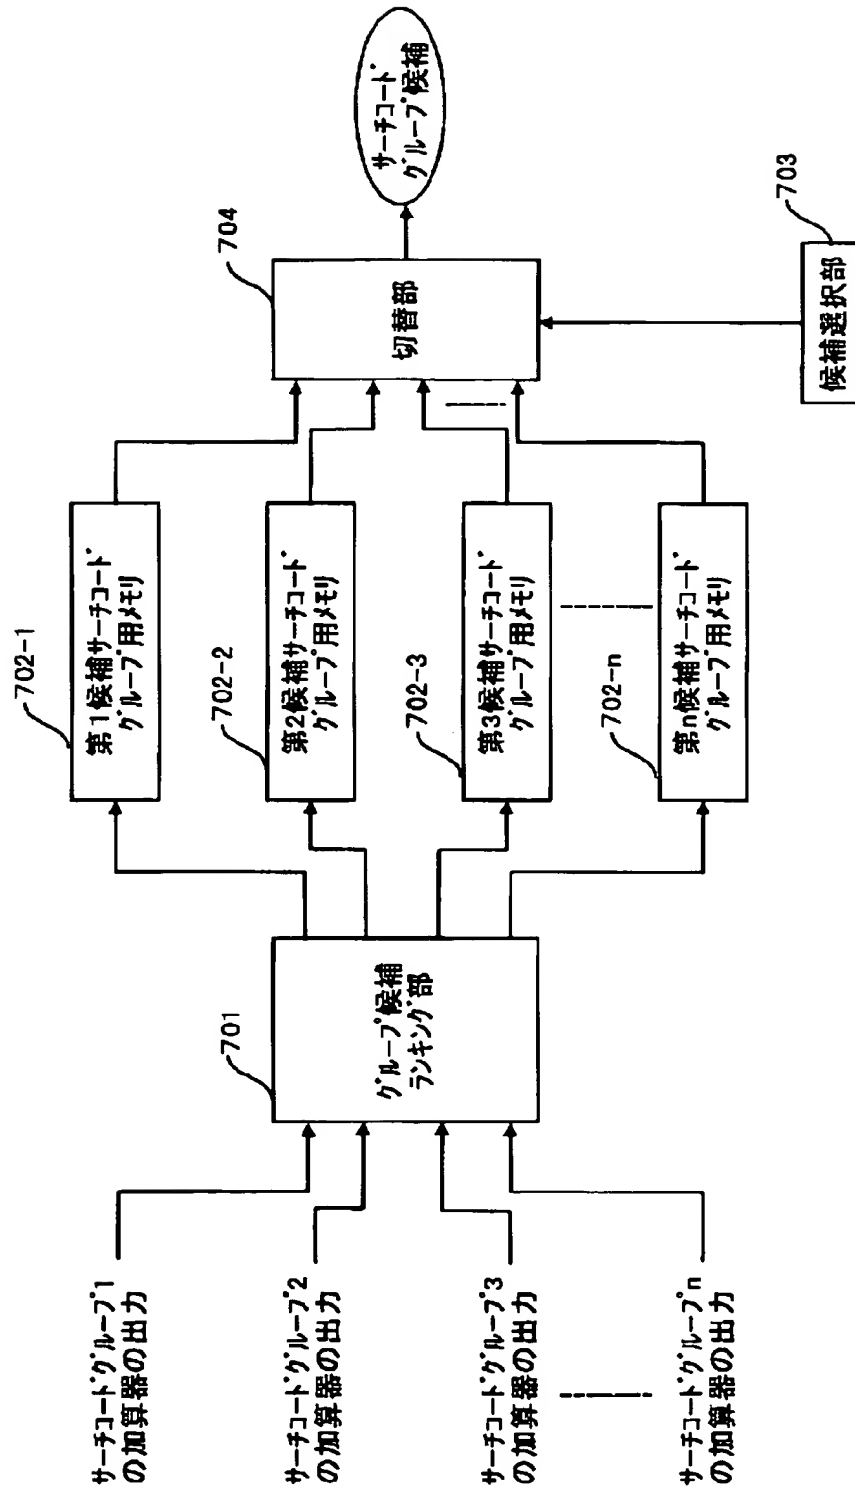 サーチコードグループ1
の加算器の出力
サーチコードグループ2
の加算器の出力
サーチコードグループ3
の加算器の出力
サーチコードグループn
の加算器の出力
701
グループ候補
ランキング部
702-1
第1候補サーチコード
グループ用メモリ
702-2
第2候補サーチコード
グループ用メモリ
702-3
第3候補サーチコード
グループ用メモリ
702-n
第n候補サーチコード
グループ用メモリ
704
切替部
703
候補選択部
サーチコード
グループ候補